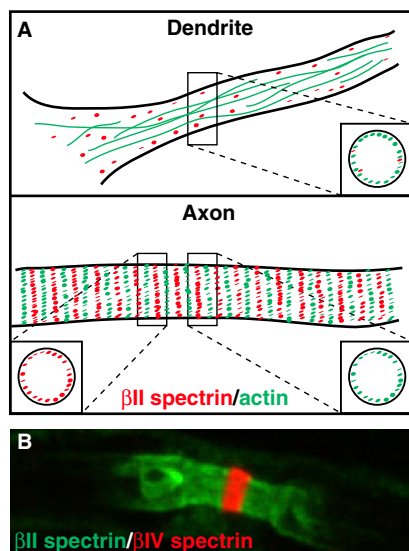 A
Dendrite
Axon
βII spectrin/actin
B
βII spectrin/βIV spectrin